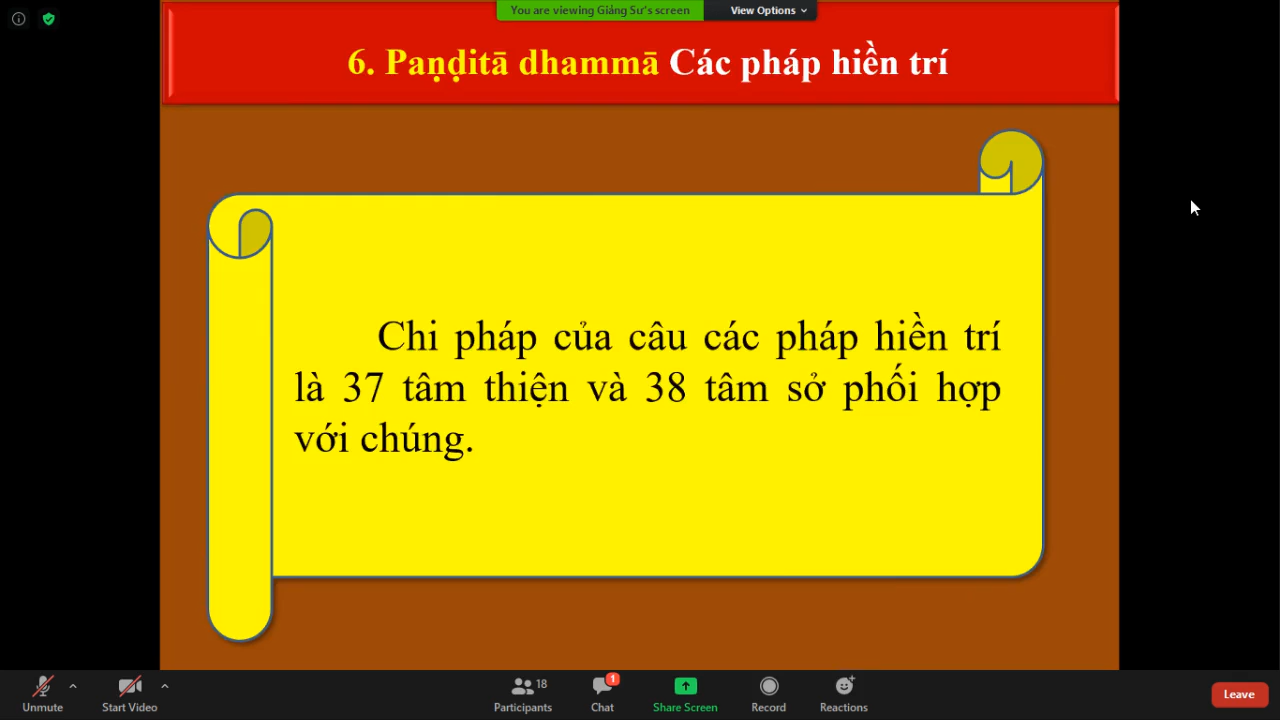 You are viewing Giảng Sư's screen
View Options
6. Paṇḍitā dhammā Các pháp hiền trí
Chi pháp của câu các pháp hiền trí
là 37 tâm thiện và 38 tâm sở phối hợp
với chúng.
Unmute
Start Video
18
Participants
1
Chat
Share Screen
Record
Reactions
Leave